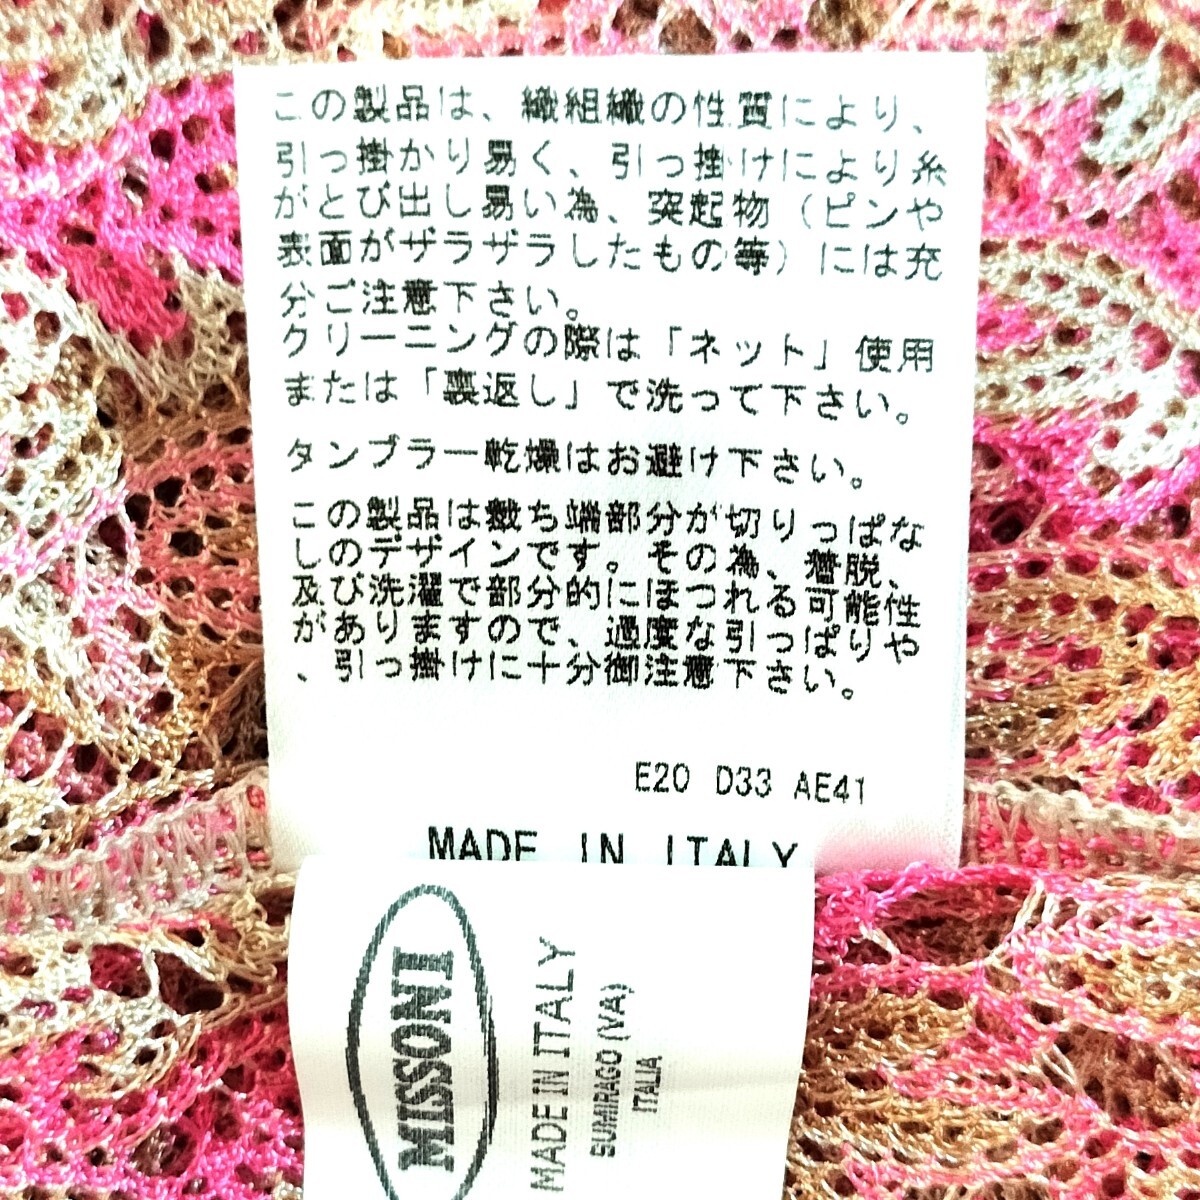 この製品は、繊組織の性質により、
引っ掛かり易く、引っ掛けにより糸
がとび出し易い為、突起物（ピンや
表面がザラザラしたもの等）には充
分ご注意下さい。
クリーニングの際は「ネット」使用
または「裏返し」で洗って下さい。
タンブラー乾燥はお避け下さい。
この製品は裁ち端部分が切りっぱな
しのデザインです。その為、着脱、
及び洗濯で部分的にほつれる可能性
がありますので、過度な引っぱりや
、引っ掛けに十分御注意下さい。
E20 D33 AE41
MADE IN ITALY
MISSONI
MADE IN ITALY
SUMIRAGO (VA)
ITALIA